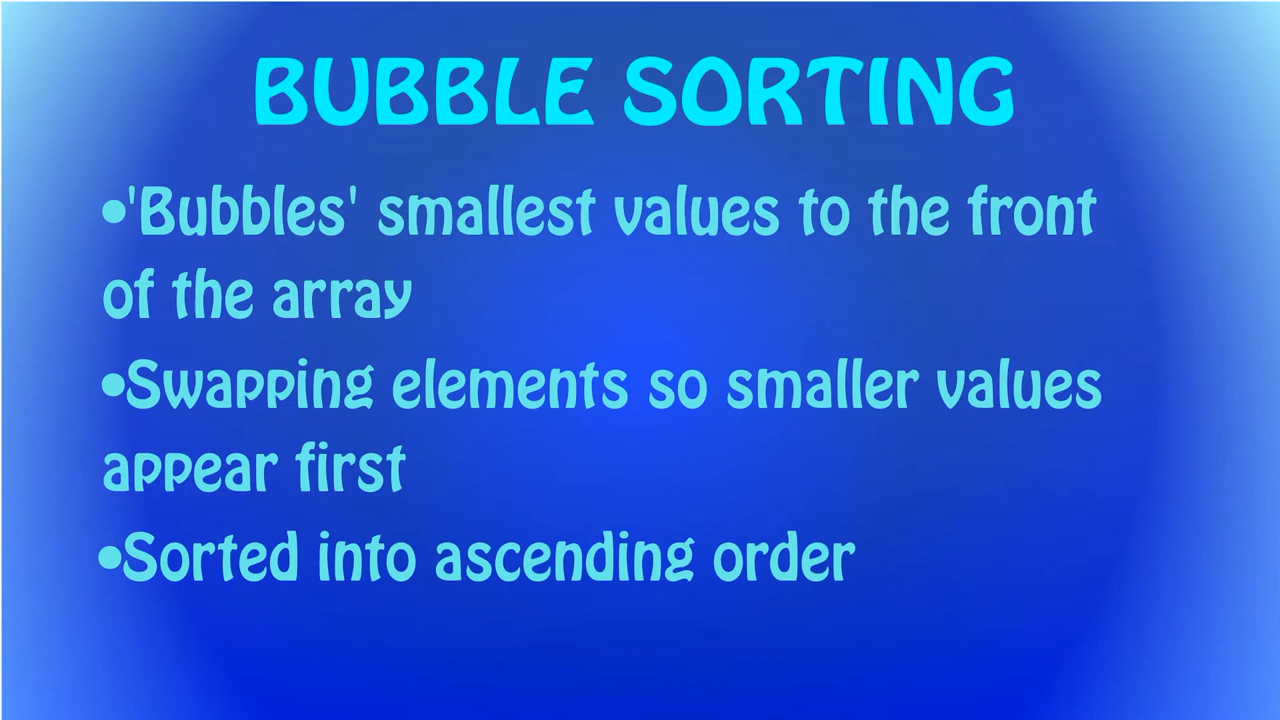 BUBBLE SORTING
•'Bubbles' smallest values to the front
of the array
•Swapping elements so smaller values
appear first
•Sorted into ascending order